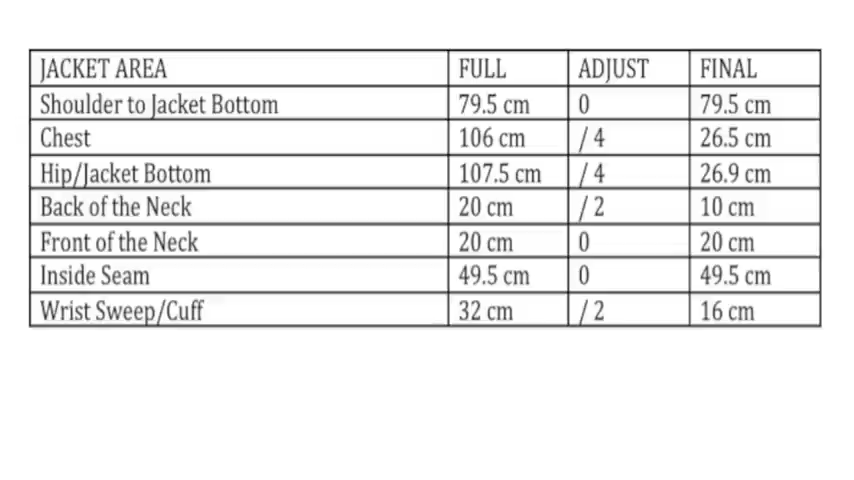 JACKET AREA FULL ADJUST FINAL
Shoulder to Jacket Bottom 79.5 cm 0 79.5 cm
Chest 106 cm / 4 26.5 cm
Hip/Jacket Bottom 107.5 cm / 4 26.9 cm
Back of the Neck 20 cm / 2 10 cm
Front of the Neck 20 cm 0 20 cm
Inside Seam 49.5 cm 0 49.5 cm
Wrist Sweep/Cuff 32 cm / 2 16 cm